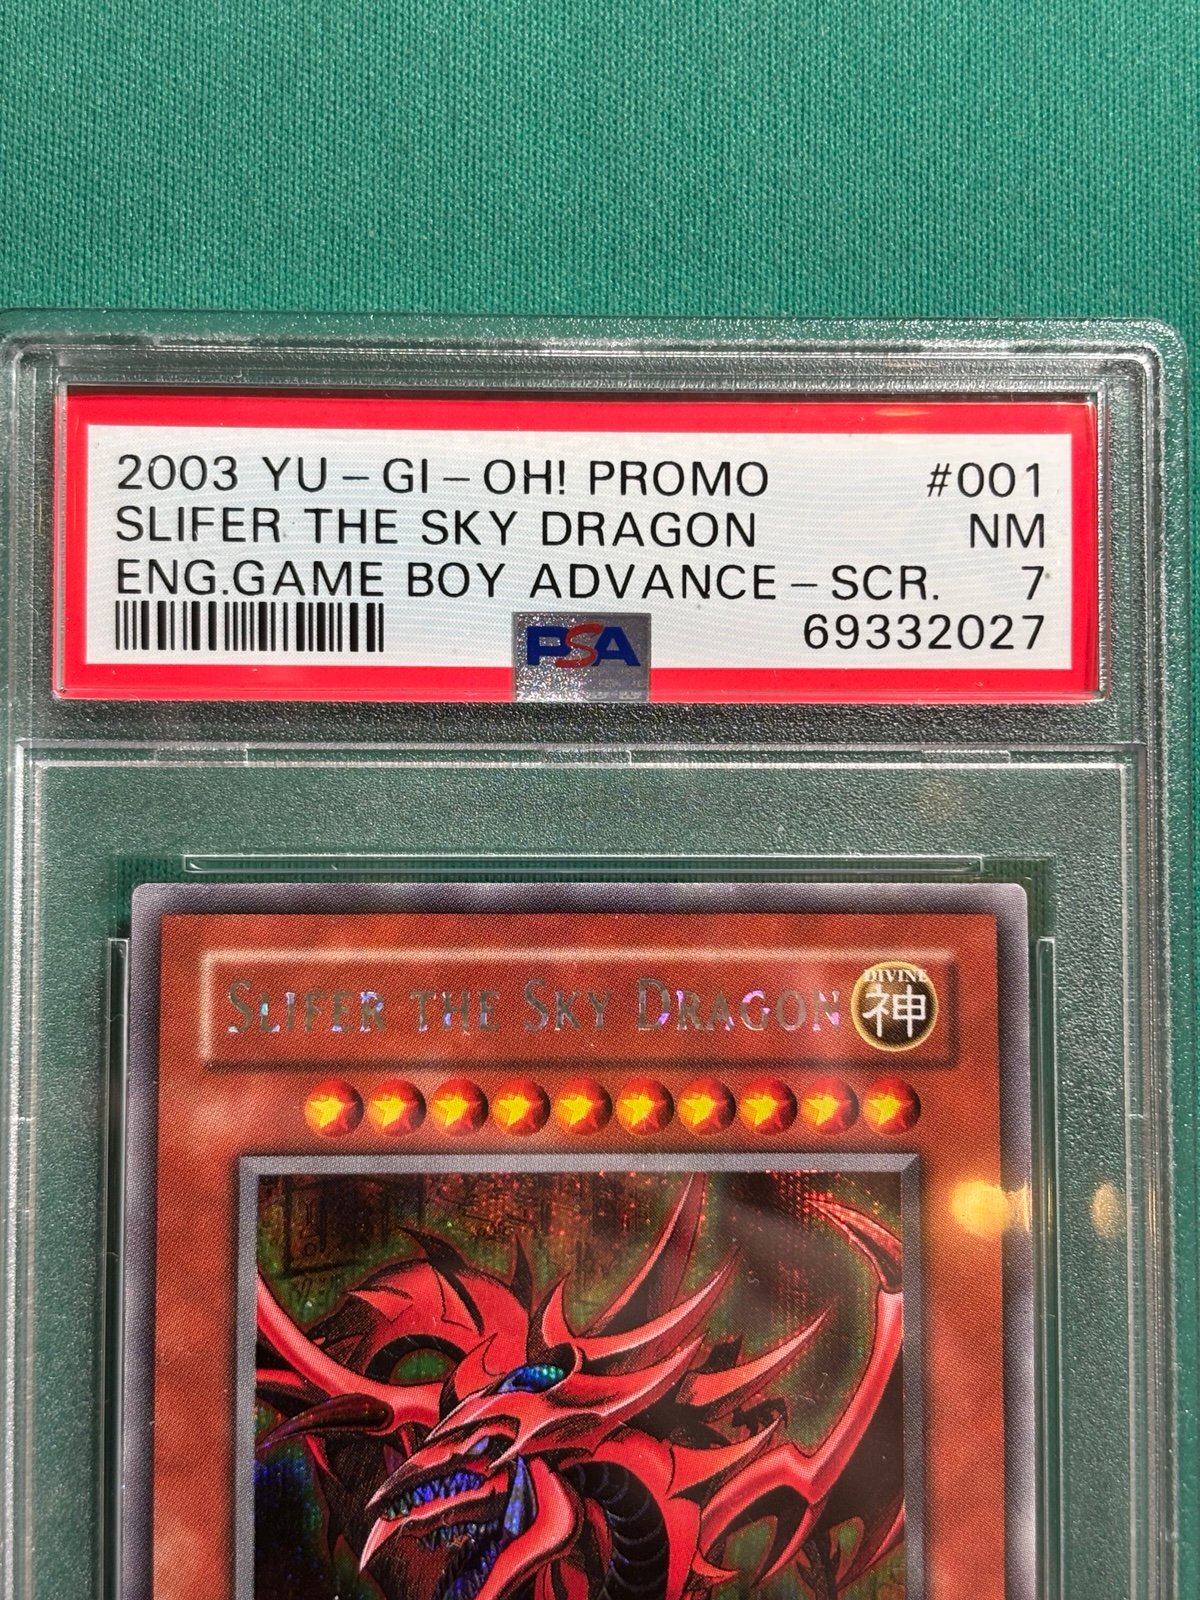 2003 YU-GI-OH! PROMO #001
SLIFER THE SKY DRAGON NM
ENG.GAME BOY ADVANCE-SCR. 7
PSA 69332027
SLIFER THE SKY DRAGON
DIVINE
神